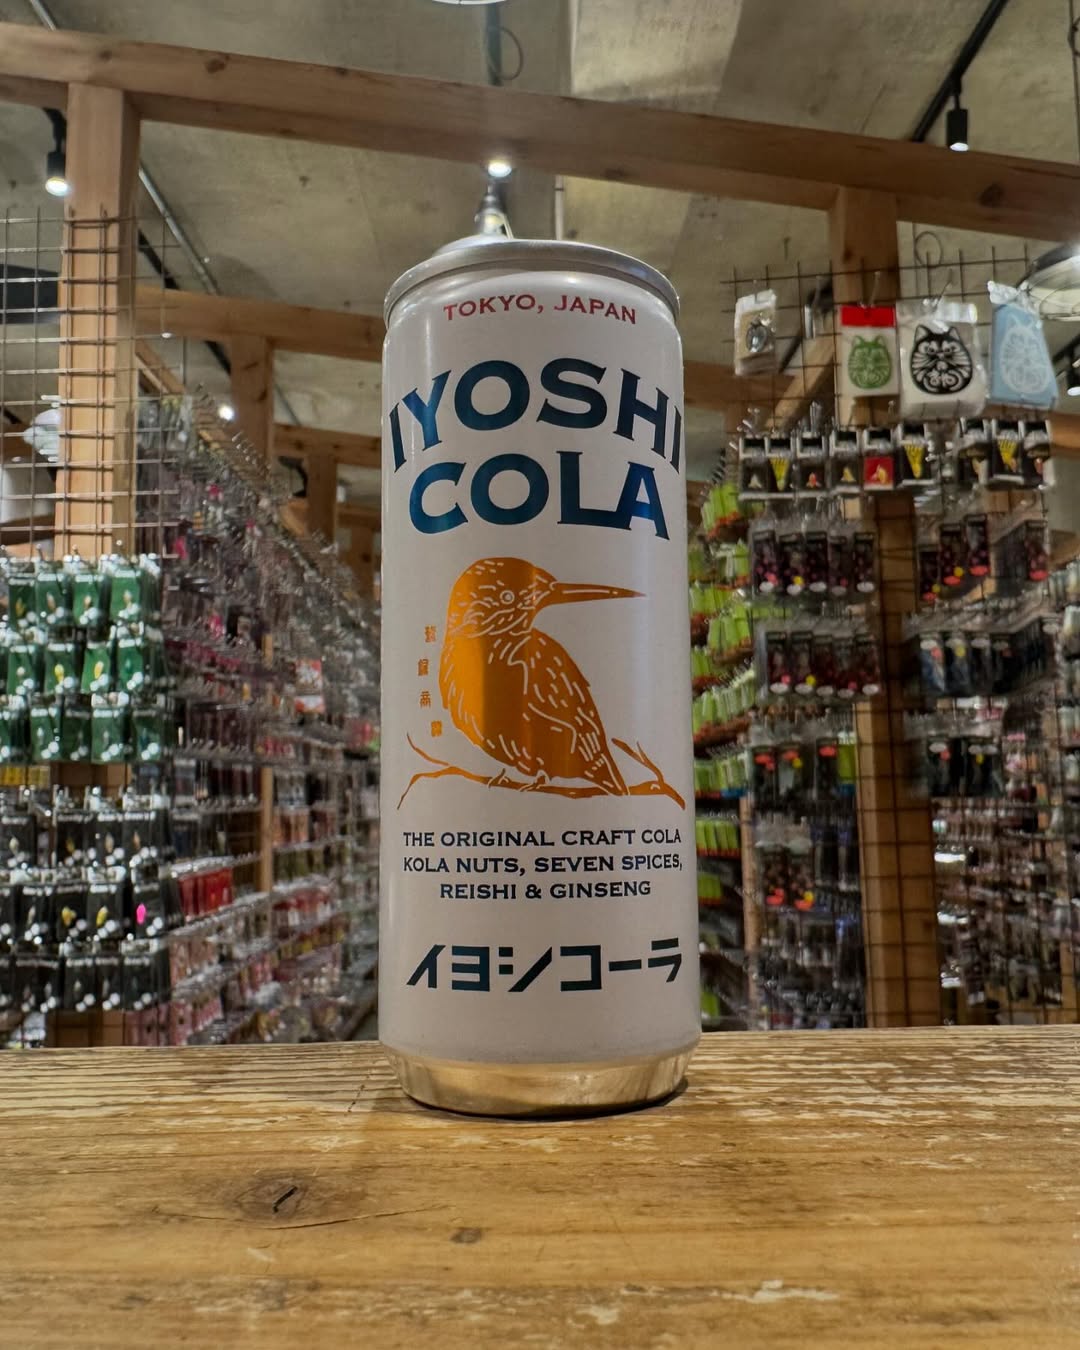 TOKYO, JAPAN
IYOSHI
COLA
THE ORIGINAL CRAFT COLA
KOLA NUTS, SEVEN SPICES,
REISHI & GINSENG
イヨシコーラ